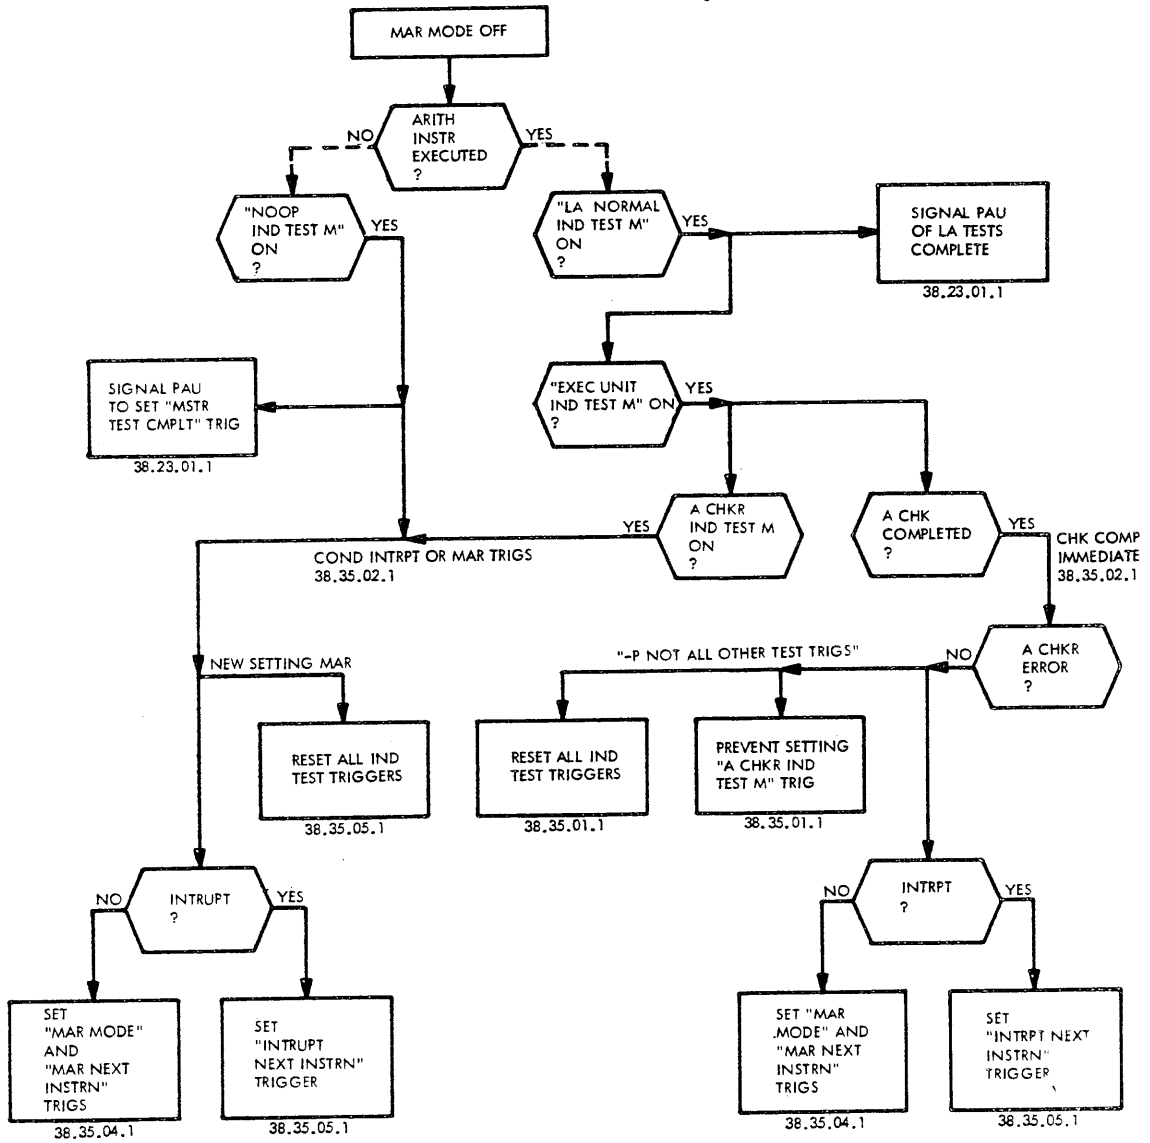 MAR MODE OFF
ARITH
INSTR
EXECUTED
?
NO
YES
"NOOP
IND TEST M"
ON
?
YES
"LA NORMAL
IND TEST M"
ON
?
YES
SIGNAL PAU
OF LA TESTS
COMPLETE
38.23.01.1
SIGNAL PAU
TO SET "MSTR
TEST CMPLT" TRIG
38.23.01.1
"EXEC UNIT
IND TEST M" ON
?
YES
A CHKR
IND TEST M
ON
?
YES
A CHK
COMPLETED
?
YES
CHK COMP
IMMEDIATE
38.35.02.1
COND INTRPT OR MAR TRIGS
38.35.02.1
A CHKR
ERROR
?
NO
"-P NOT ALL OTHER TEST TRIGS"
NEW SETTING MAR
RESET ALL IND
TEST TRIGGERS
38.35.05.1
RESET ALL IND
TEST TRIGGERS
38.35.01.1
PREVENT SETTING
"A CHKR IND
TEST M" TRIG
38.35.01.1
INTRUPT
?
NO
YES
INTRPT
?
NO
YES
SET
"MAR MODE"
AND
"MAR NEXT
INSTRN"
TRIGS
38.35.04.1
SET
"INTRUPT
NEXT INSTRN"
TRIGGER
38.35.05.1
SET "MAR
MODE" AND
"MAR NEXT
INSTRN"
TRIGS
38.35.04.1
SET
"INTRPT NEXT
INSTRN"
TRIGGER
38.35.05.1